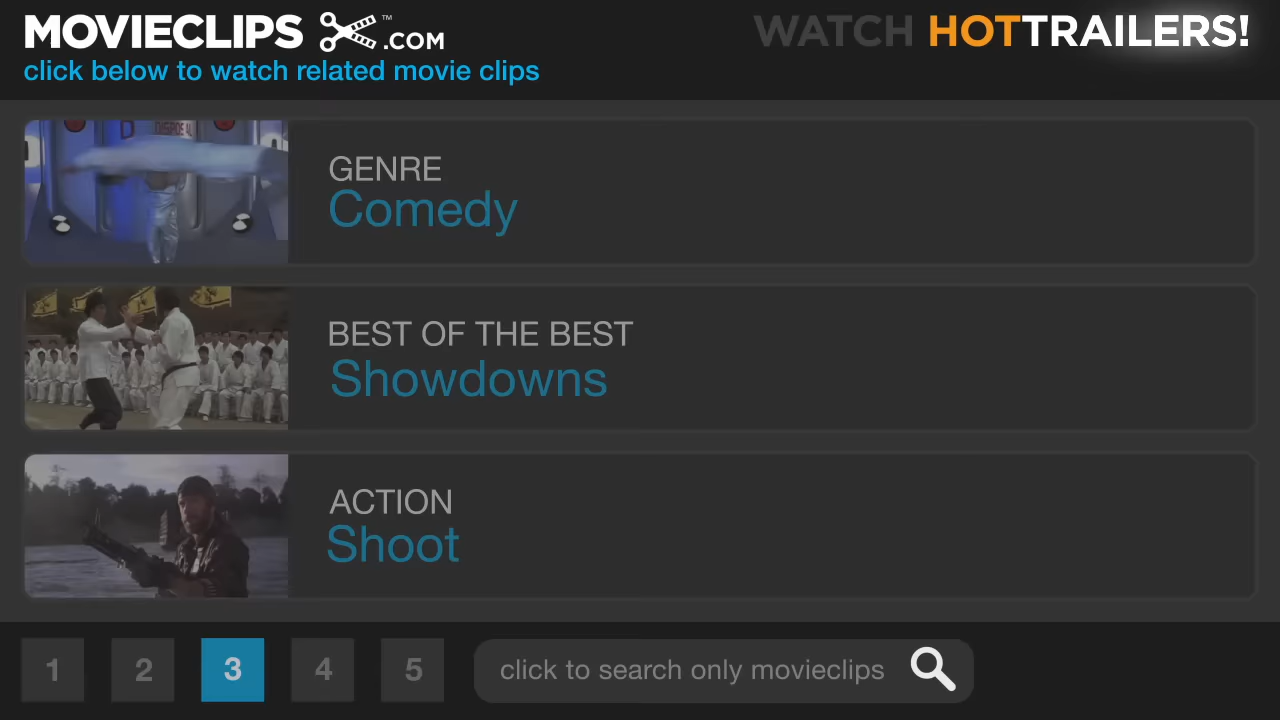 MOVIECLIPS ™ .COM
click below to watch related movie clips
WATCH HOTTRAILERS!
GENRE
Comedy
BEST OF THE BEST
Showdowns
ACTION
Shoot
1 2 3 4 5
click to search only movieclips